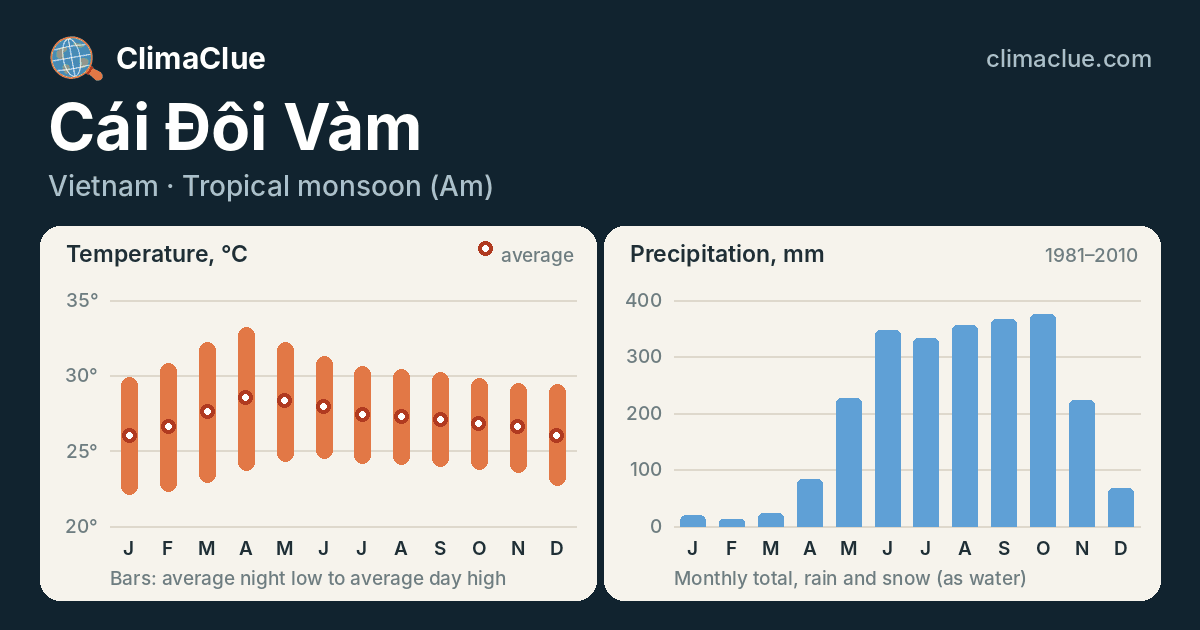 ClimaClue
climaclue.com
Cái Đôi Vàm
Vietnam · Tropical monsoon (Am)
Temperature, °C
average
35°
30°
25°
20°
J F M A M J J A S O N D
Bars: average night low to average day high
Precipitation, mm
1981–2010
400
300
200
100
0
J F M A M J J A S O N D
Monthly total, rain and snow (as water)